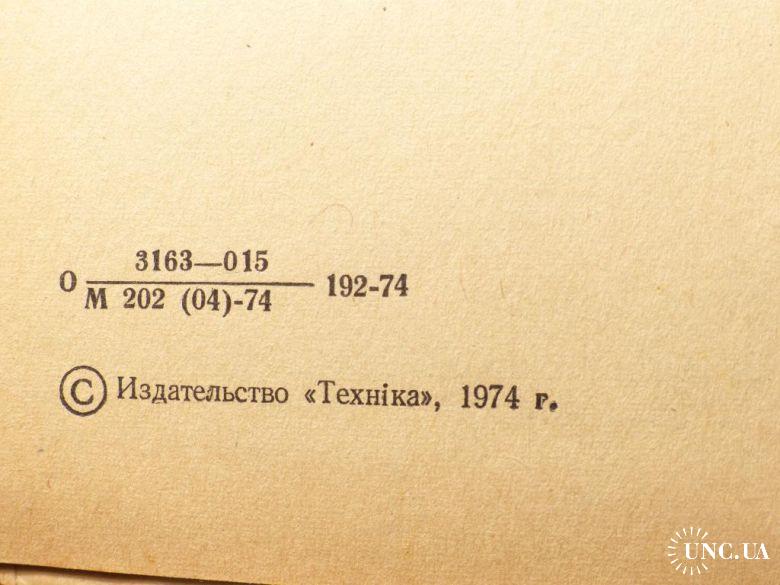 3163—015
О М 202 (04)-74 192-74
© Издательство «Техніка», 1974 г.
UNC.UA